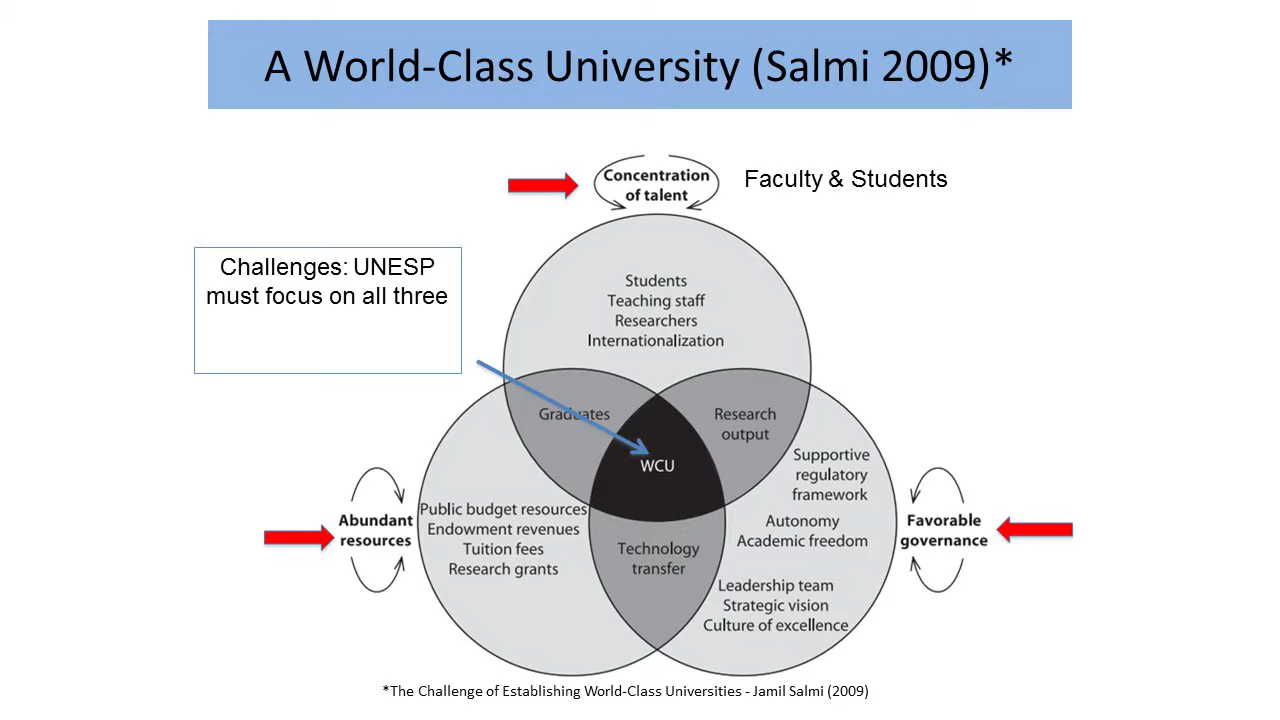 A World-Class University (Salmi 2009)*
Concentration
of talent
Faculty & Students
Challenges: UNESP
must focus on all three
Students
Teaching staff
Researchers
Internationalization
Graduates
Research
output
WCU
Supportive
regulatory
framework
Autonomy
Academic freedom
Leadership team
Strategic vision
Culture of excellence
Favorable
governance
Abundant
resources
Public budget resources
Endowment revenues
Tuition fees
Research grants
Technology
transfer
*The Challenge of Establishing World-Class Universities - Jamil Salmi (2009)